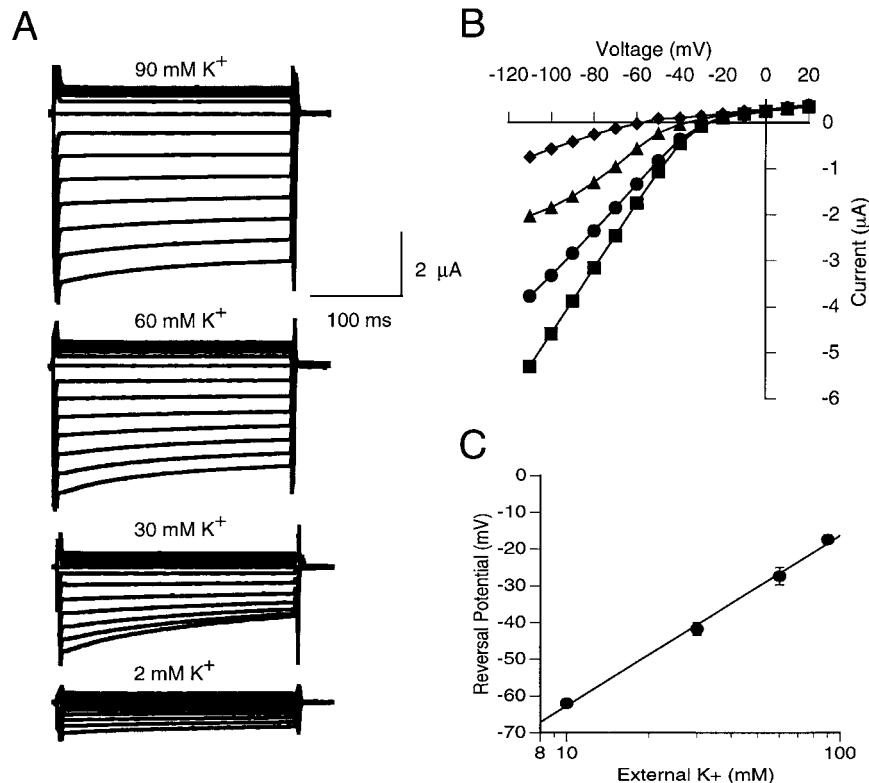 A
90 mM K+
2 μA
100 ms
60 mM K+
30 mM K+
2 mM K+
B
Voltage (mV)
-120 -100 -80 -60 -40 -20 0 20
0
-1
-2
-3
-4
-5
-6
Current (μA)
C
0
-10
-20
-30
-40
-50
-60
-70
Reversal Potential (mV)
8 10 100
External K+ (mM)